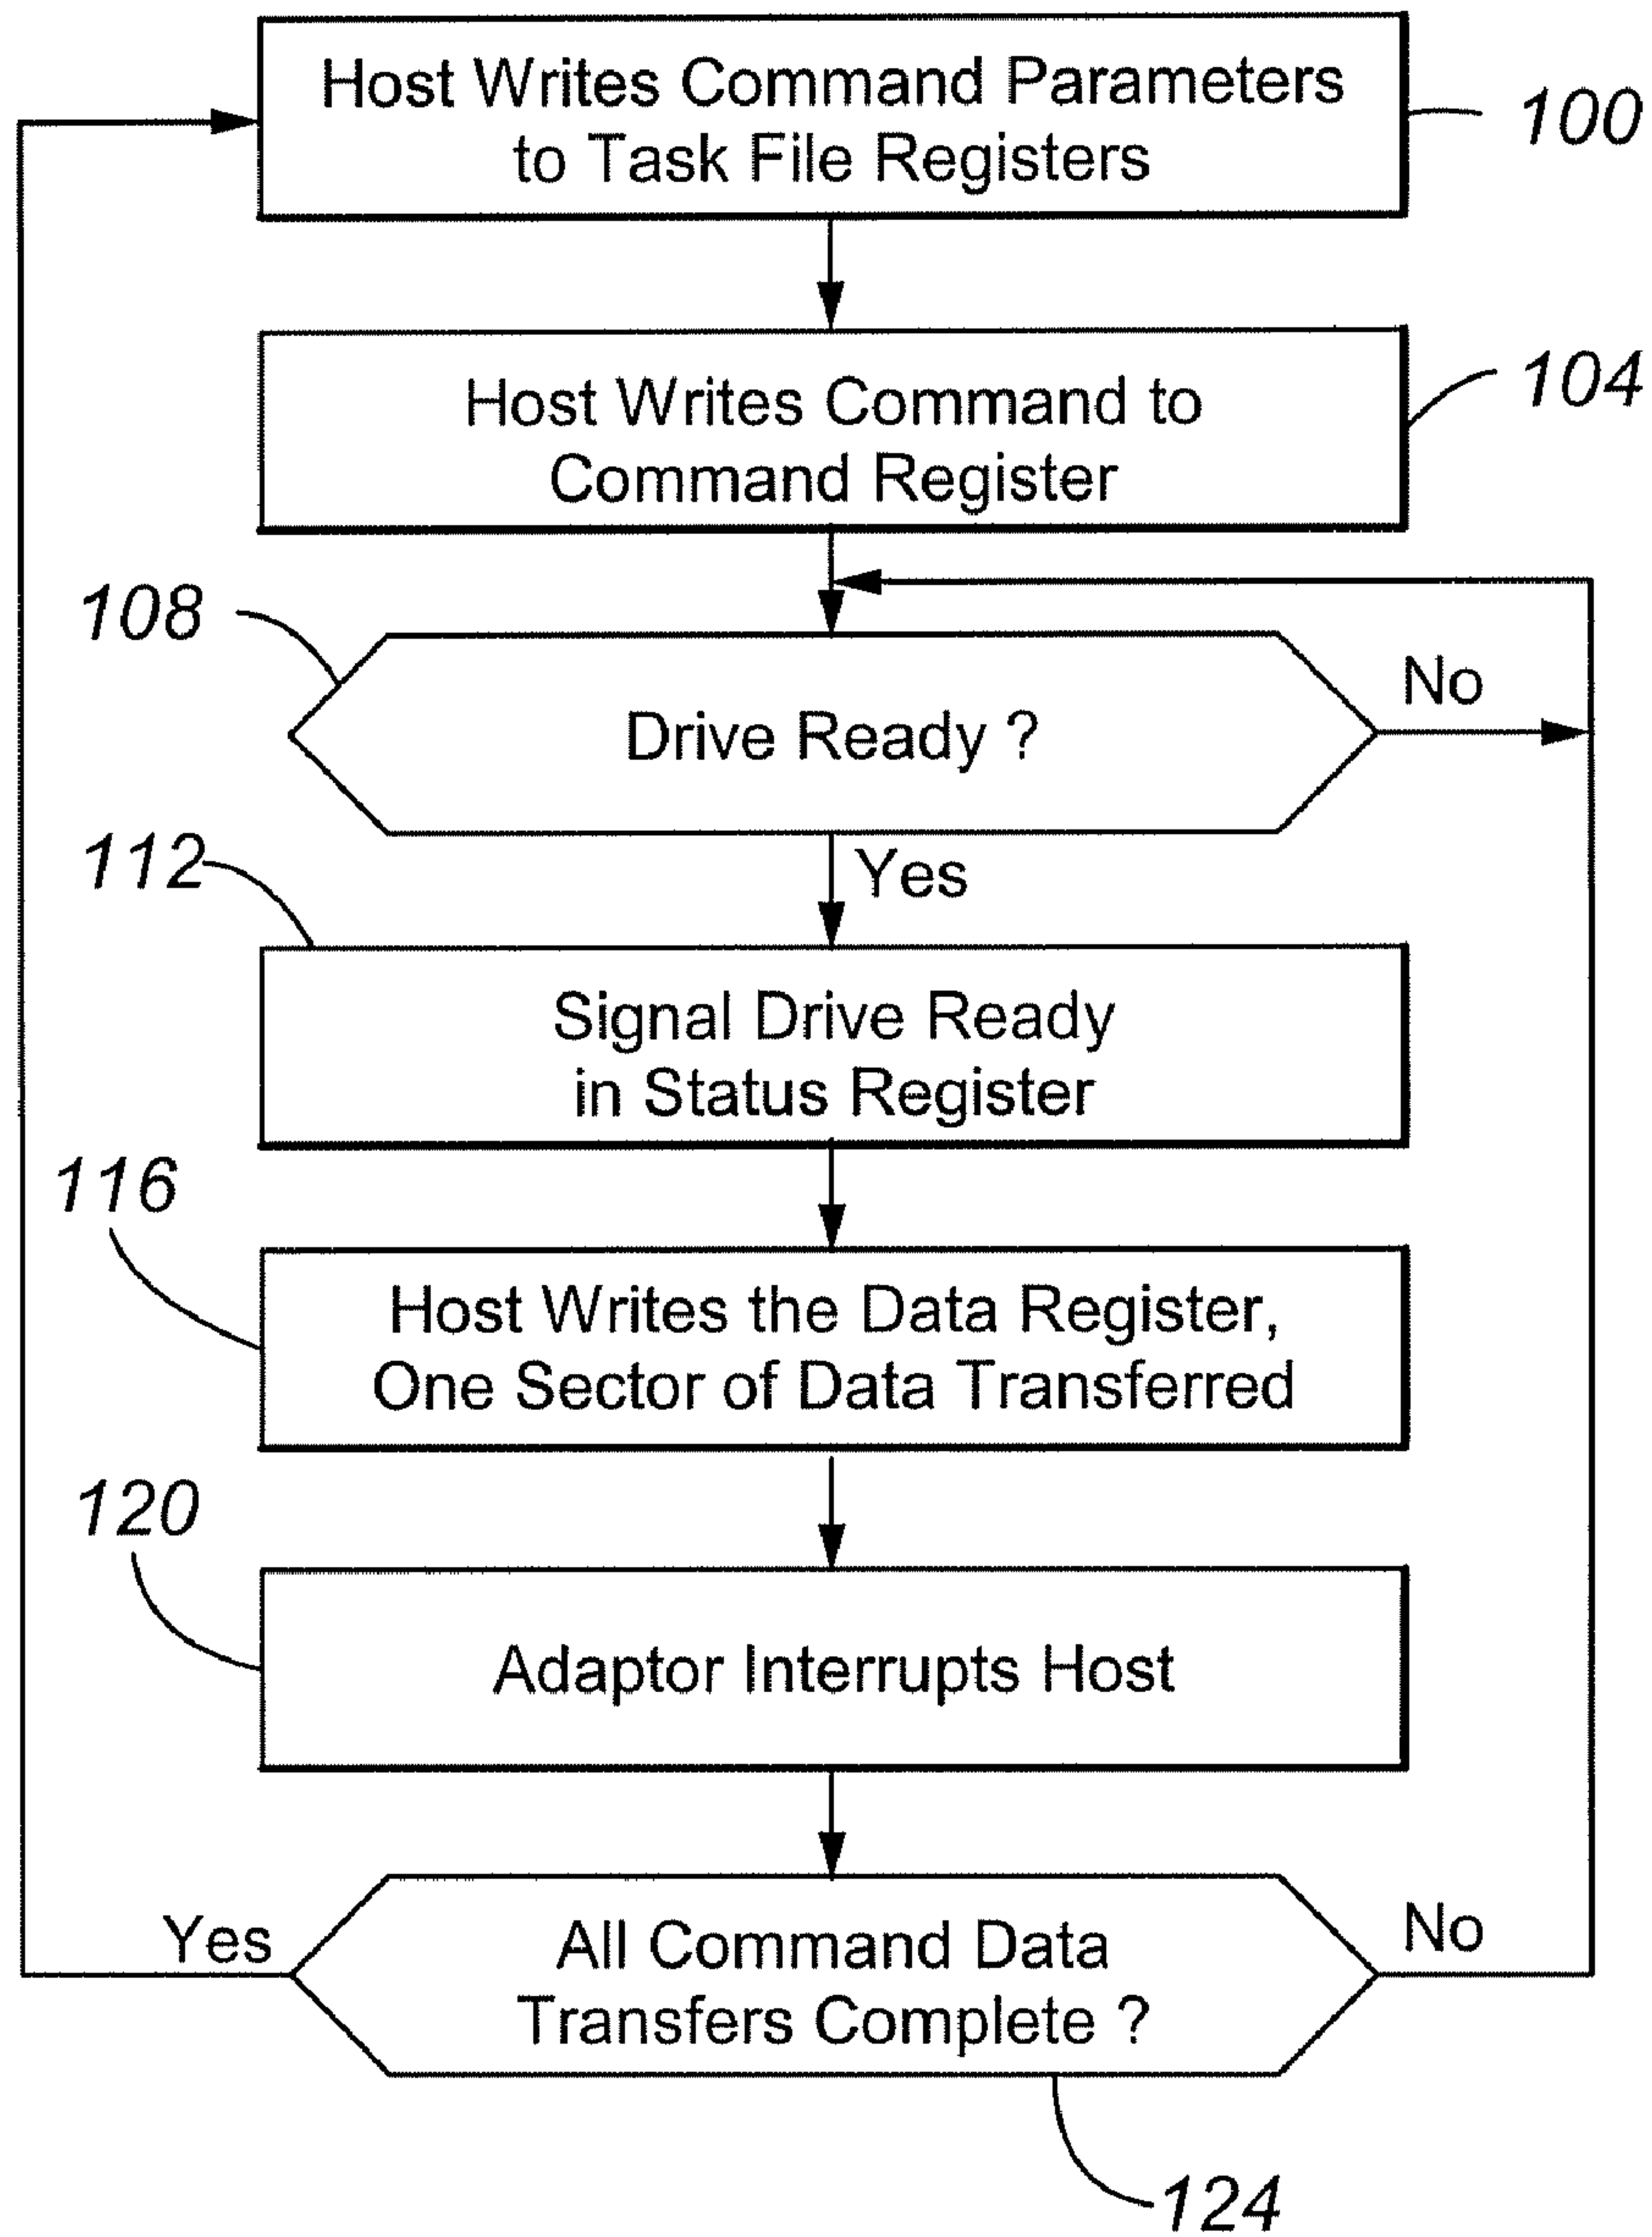 Host Writes Command Parameters
to Task File Registers
100
Host Writes Command to
Command Register
104
108
Drive Ready ?
No
Yes
112
Signal Drive Ready
in Status Register
116
Host Writes the Data Register,
One Sector of Data Transferred
120
Adaptor Interrupts Host
Yes
All Command Data
Transfers Complete ?
No
124